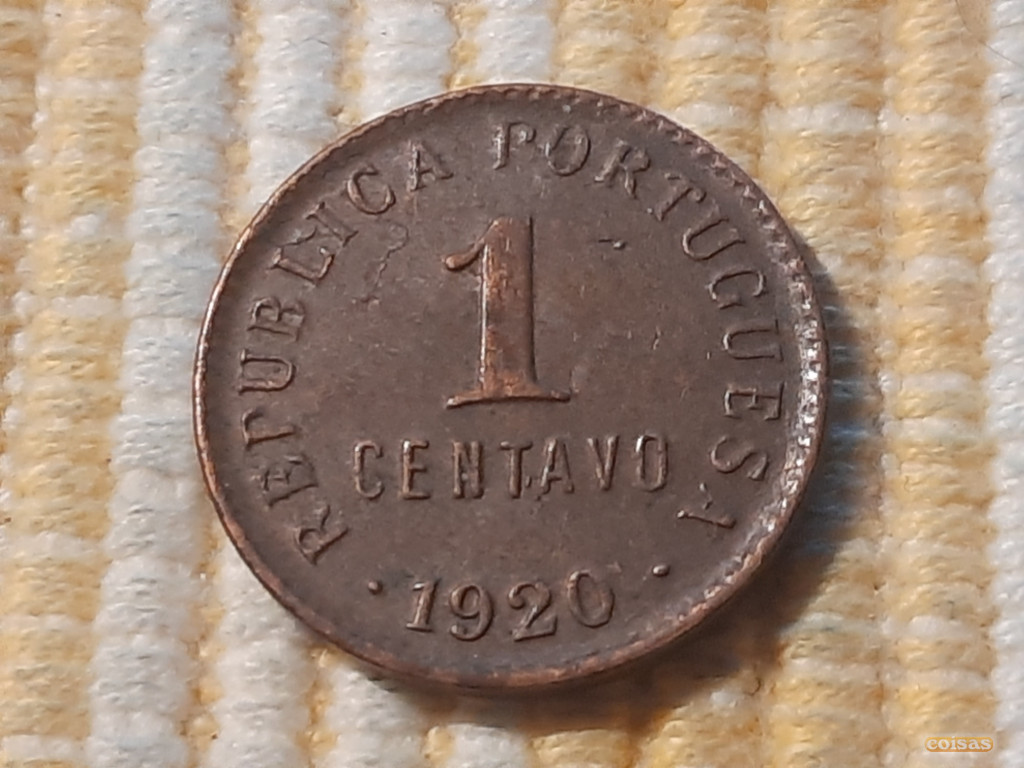 REPUBLICA PORTUGUESA
1
CENTAVO
· 1920 ·
coisas